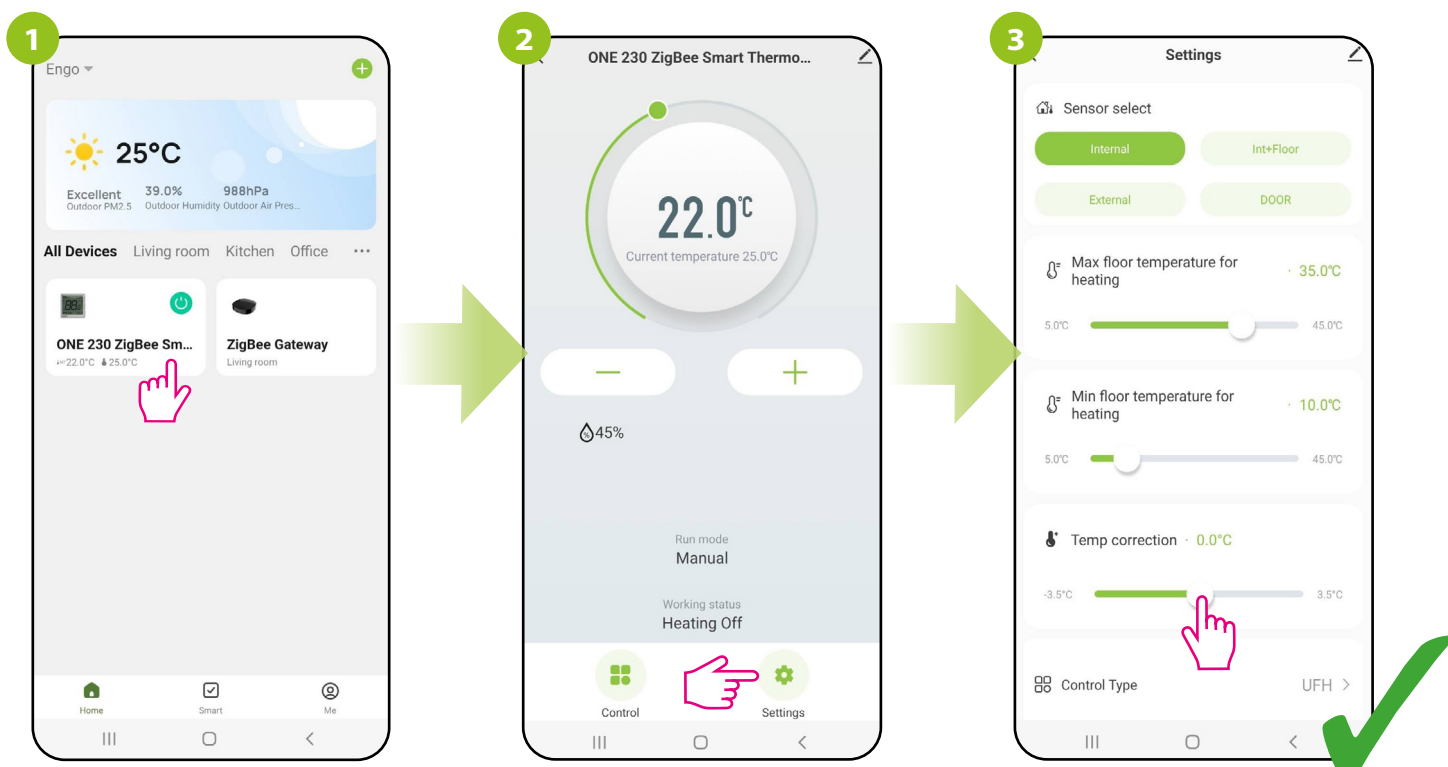 1
Engo
25°C
Excellent
Outdoor PM2.5
39.0%
Outdoor Humidity
988hPa
Outdoor Air Pres...
All Devices Living room Kitchen Office ...
ONE 230 ZigBee Sm...
22.0°C 25.0°C
ZigBee Gateway
Living room
Home Smart Me
2
ONE 230 ZigBee Smart Thermo...
22.0°C
Current temperature 25.0°C
− +
% 45%
Run mode
Manual
Working status
Heating Off
Control Settings
3
Settings
Sensor select
Internal Int+Floor
External DOOR
Max floor temperature for
heating · 35.0°C
5.0°C 45.0°C
Min floor temperature for
heating · 10.0°C
5.0°C 45.0°C
Temp correction · 0.0°C
-3.5°C 3.5°C
Control Type UFH >